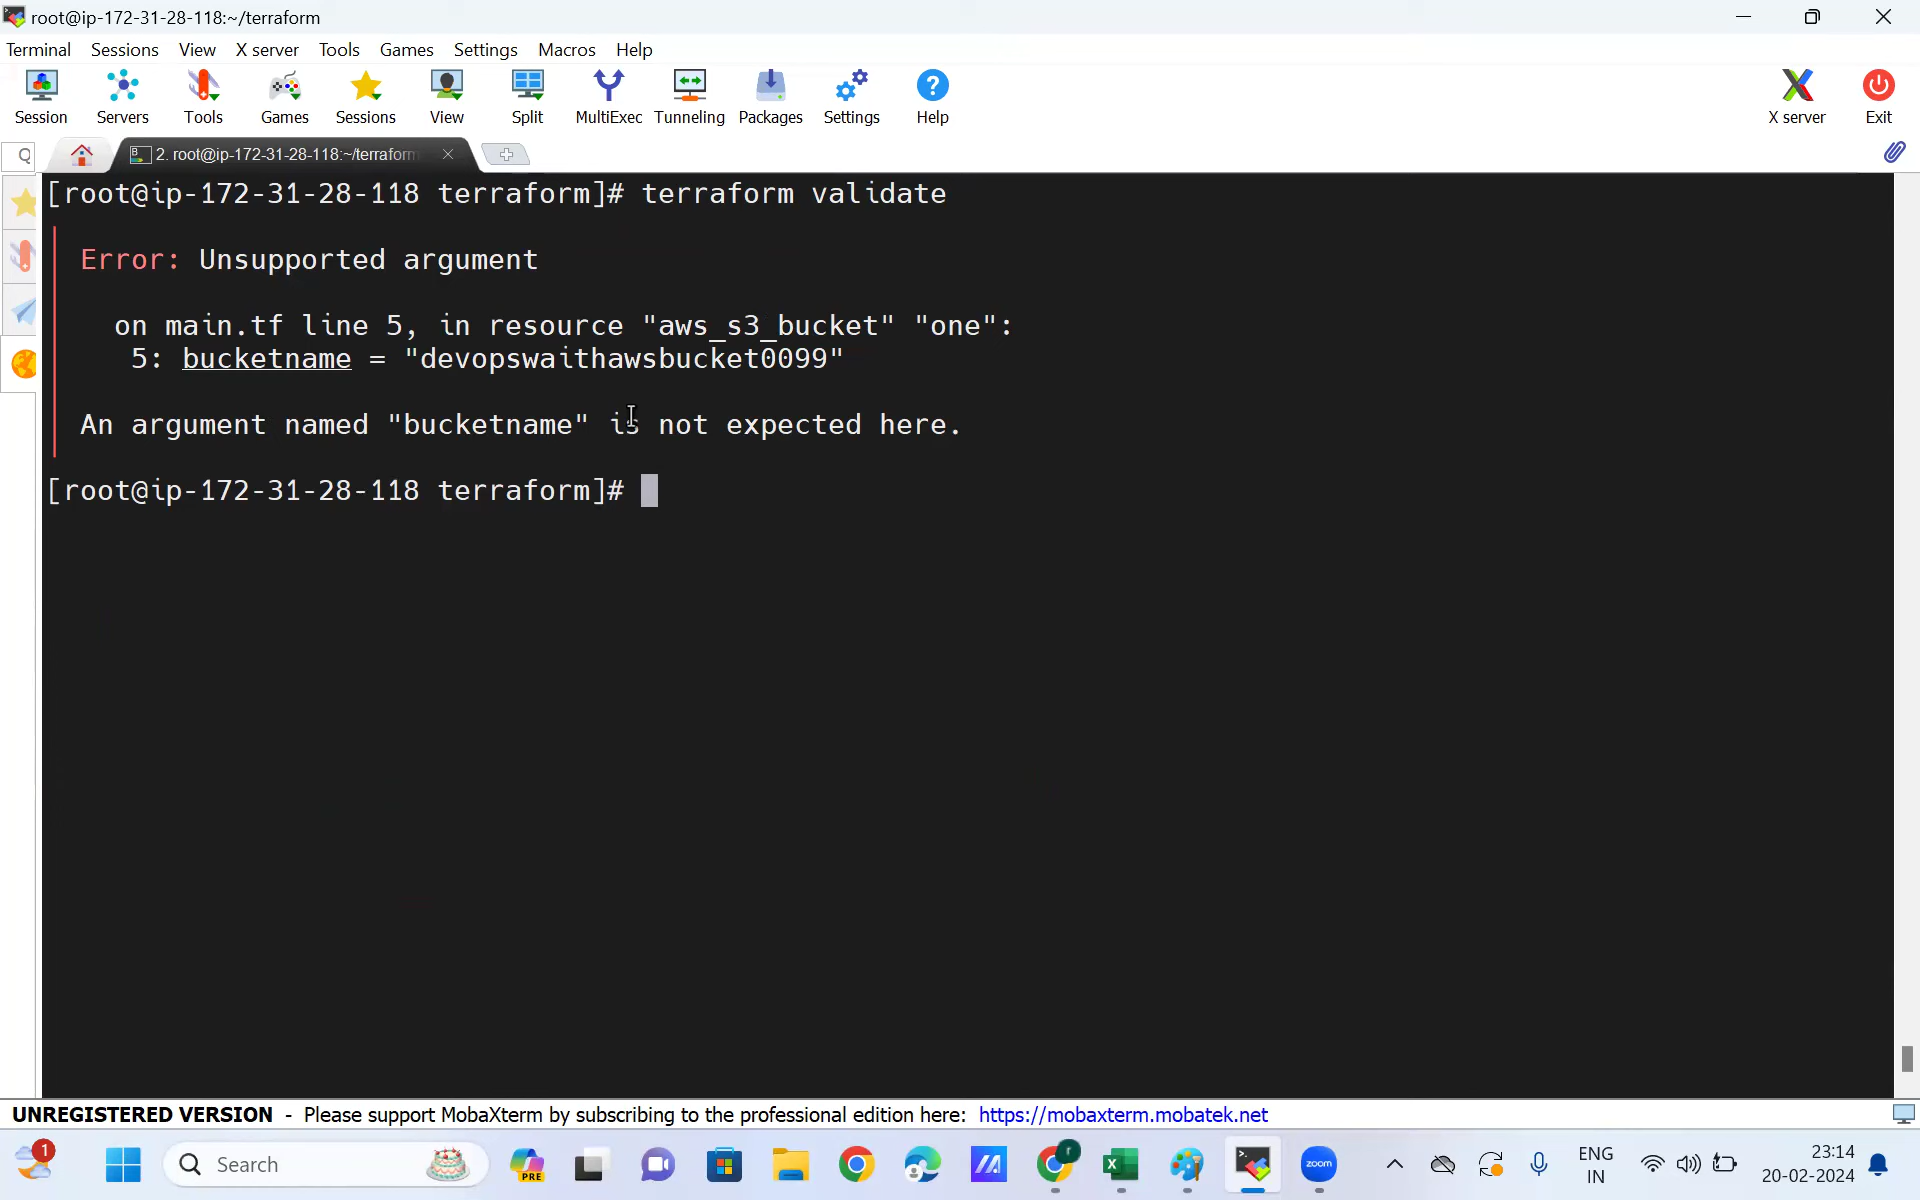 root@ip-172-31-28-118:~/terraform
Terminal Sessions View X server Tools Games Settings Macros Help
Session Servers Tools Games Sessions View Split MultiExec Tunneling Packages Settings Help X server Exit
2. root@ip-172-31-28-118:~/terraform
[root@ip-172-31-28-118 terraform]# terraform validate
Error: Unsupported argument
on main.tf line 5, in resource "aws_s3_bucket" "one":
5: bucketname = "devopswaithawsbucket0099"
An argument named "bucketname" is not expected here.
[root@ip-172-31-28-118 terraform]#
UNREGISTERED VERSION - Please support MobaXterm by subscribing to the professional edition here: https://mobaxterm.mobatek.net
1
Search
PRE
r
zoom
ENG
IN
23:14
20-02-2024